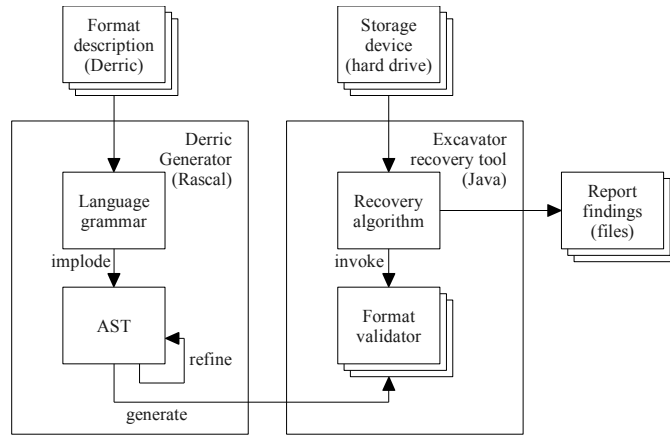 Format
description
(Derric)
Storage
device
(hard drive)
Derric
Generator
(Rascal)
Excavator
recovery tool
(Java)
Language
grammar
Recovery
algorithm
Report
findings
(files)
implode
invoke
AST
Format
validator
refine
generate